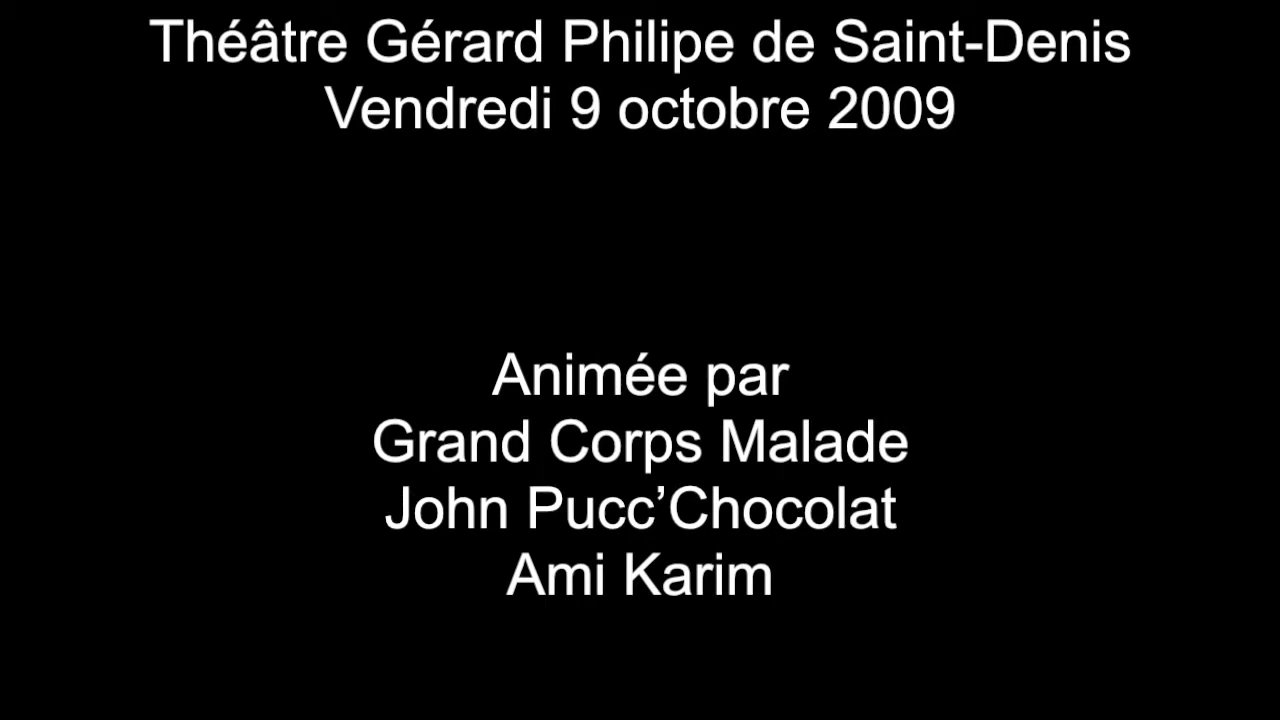 Théâtre Gérard Philipe de Saint-Denis
Vendredi 9 octobre 2009
Animée par
Grand Corps Malade
John Pucc’Chocolat
Ami Karim